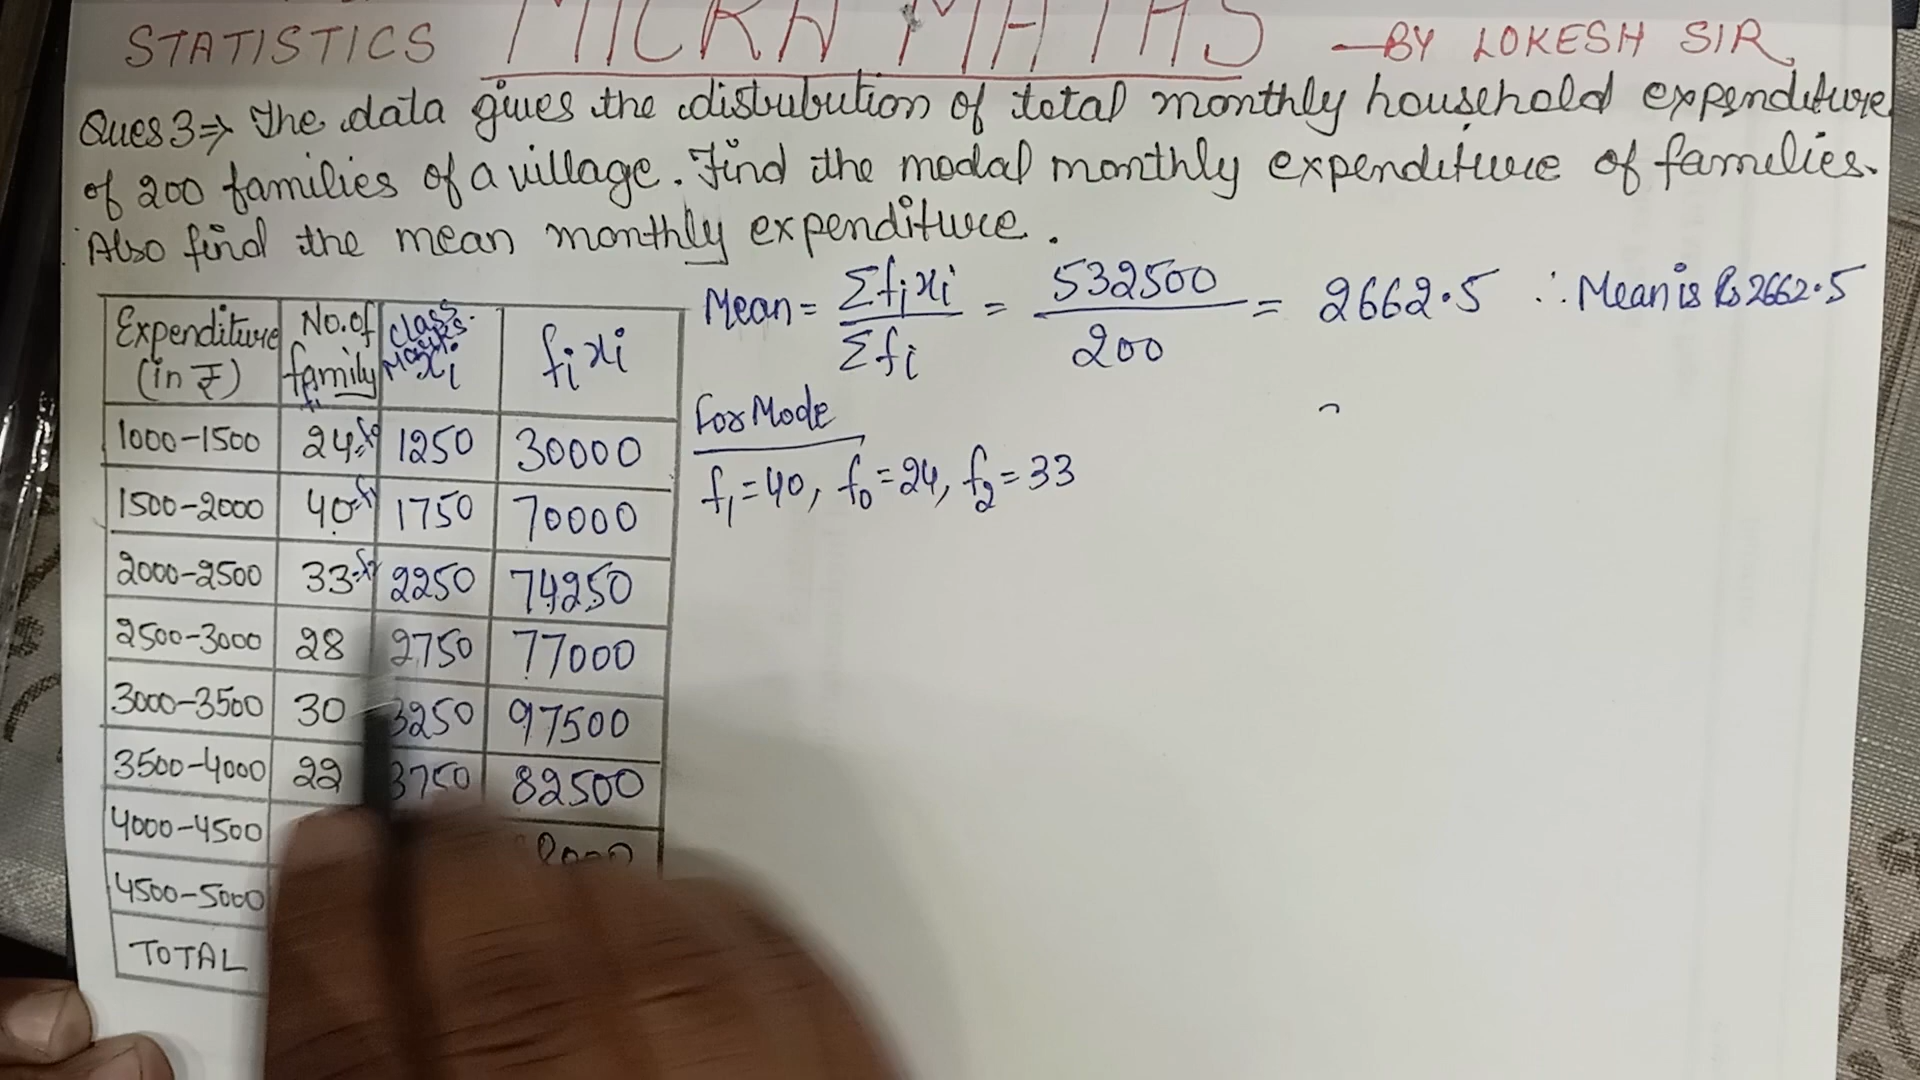 STATISTICS MICRA MATHS —BY LOKESH SIR
Ques 3⇒ The data gives the distribution of total monthly household expenditure
of 200 families of a village. Find the modal monthly expenditure of families.
Also find the mean monthly expenditure.
Mean = Σfixi / Σfi = 532500 / 200 = 2662.5 ∴ Mean is Rs 2662.5
Expenditure (in ₹) No. of family fi Class Marks xi fixi
1000-1500 24-f0 1250 30000
1500-2000 40-f1 1750 70000
2000-2500 33-f2 2250 74250
2500-3000 28 2750 77000
3000-3500 30 3250 97500
3500-4000 22 3750 82500
4000-4500
4500-5000
TOTAL
For Mode
f1=40, f0=24, f2=33